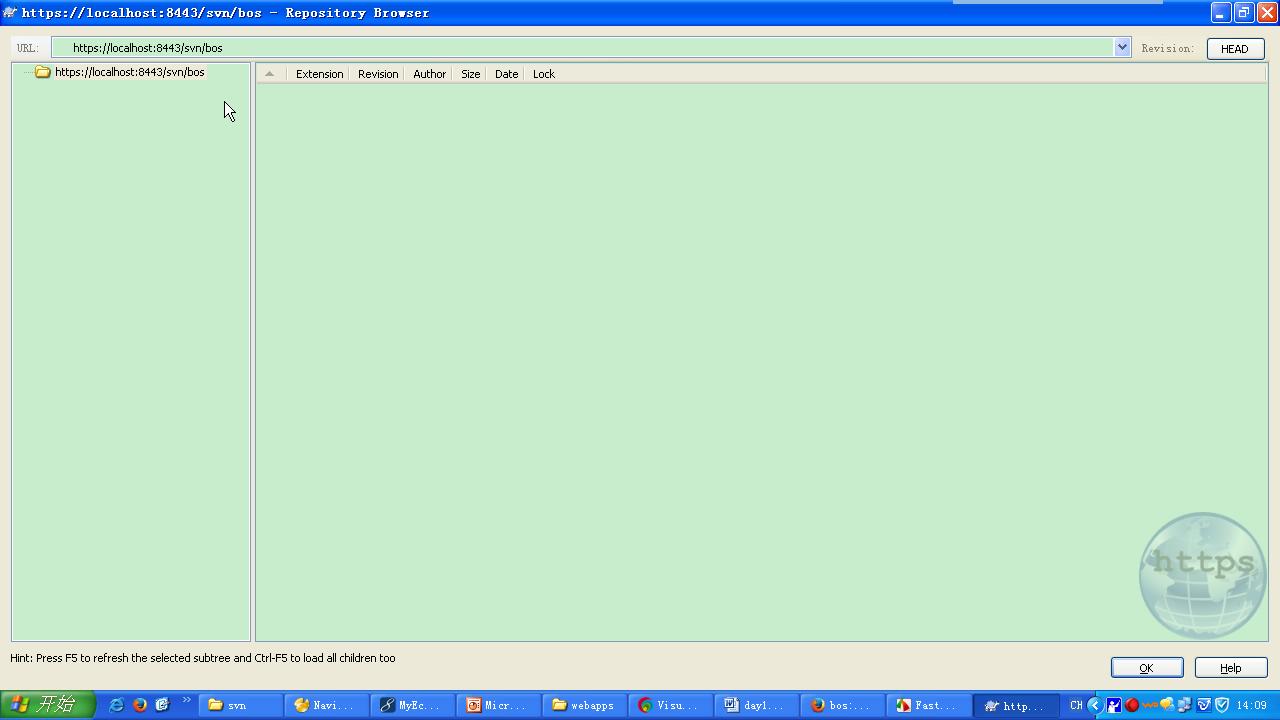 https://localhost:8443/svn/bos - Repository Browser
URL: https://localhost:8443/svn/bos Revision: HEAD
https://localhost:8443/svn/bos
Extension Revision Author Size Date Lock
https
Hint: Press F5 to refresh the selected subtree and Ctrl-F5 to load all children too
OK Help
开始 svn Navi... MyEc... Micr... webapps Visu... day1... bos:... Fast... http... CH 14:09